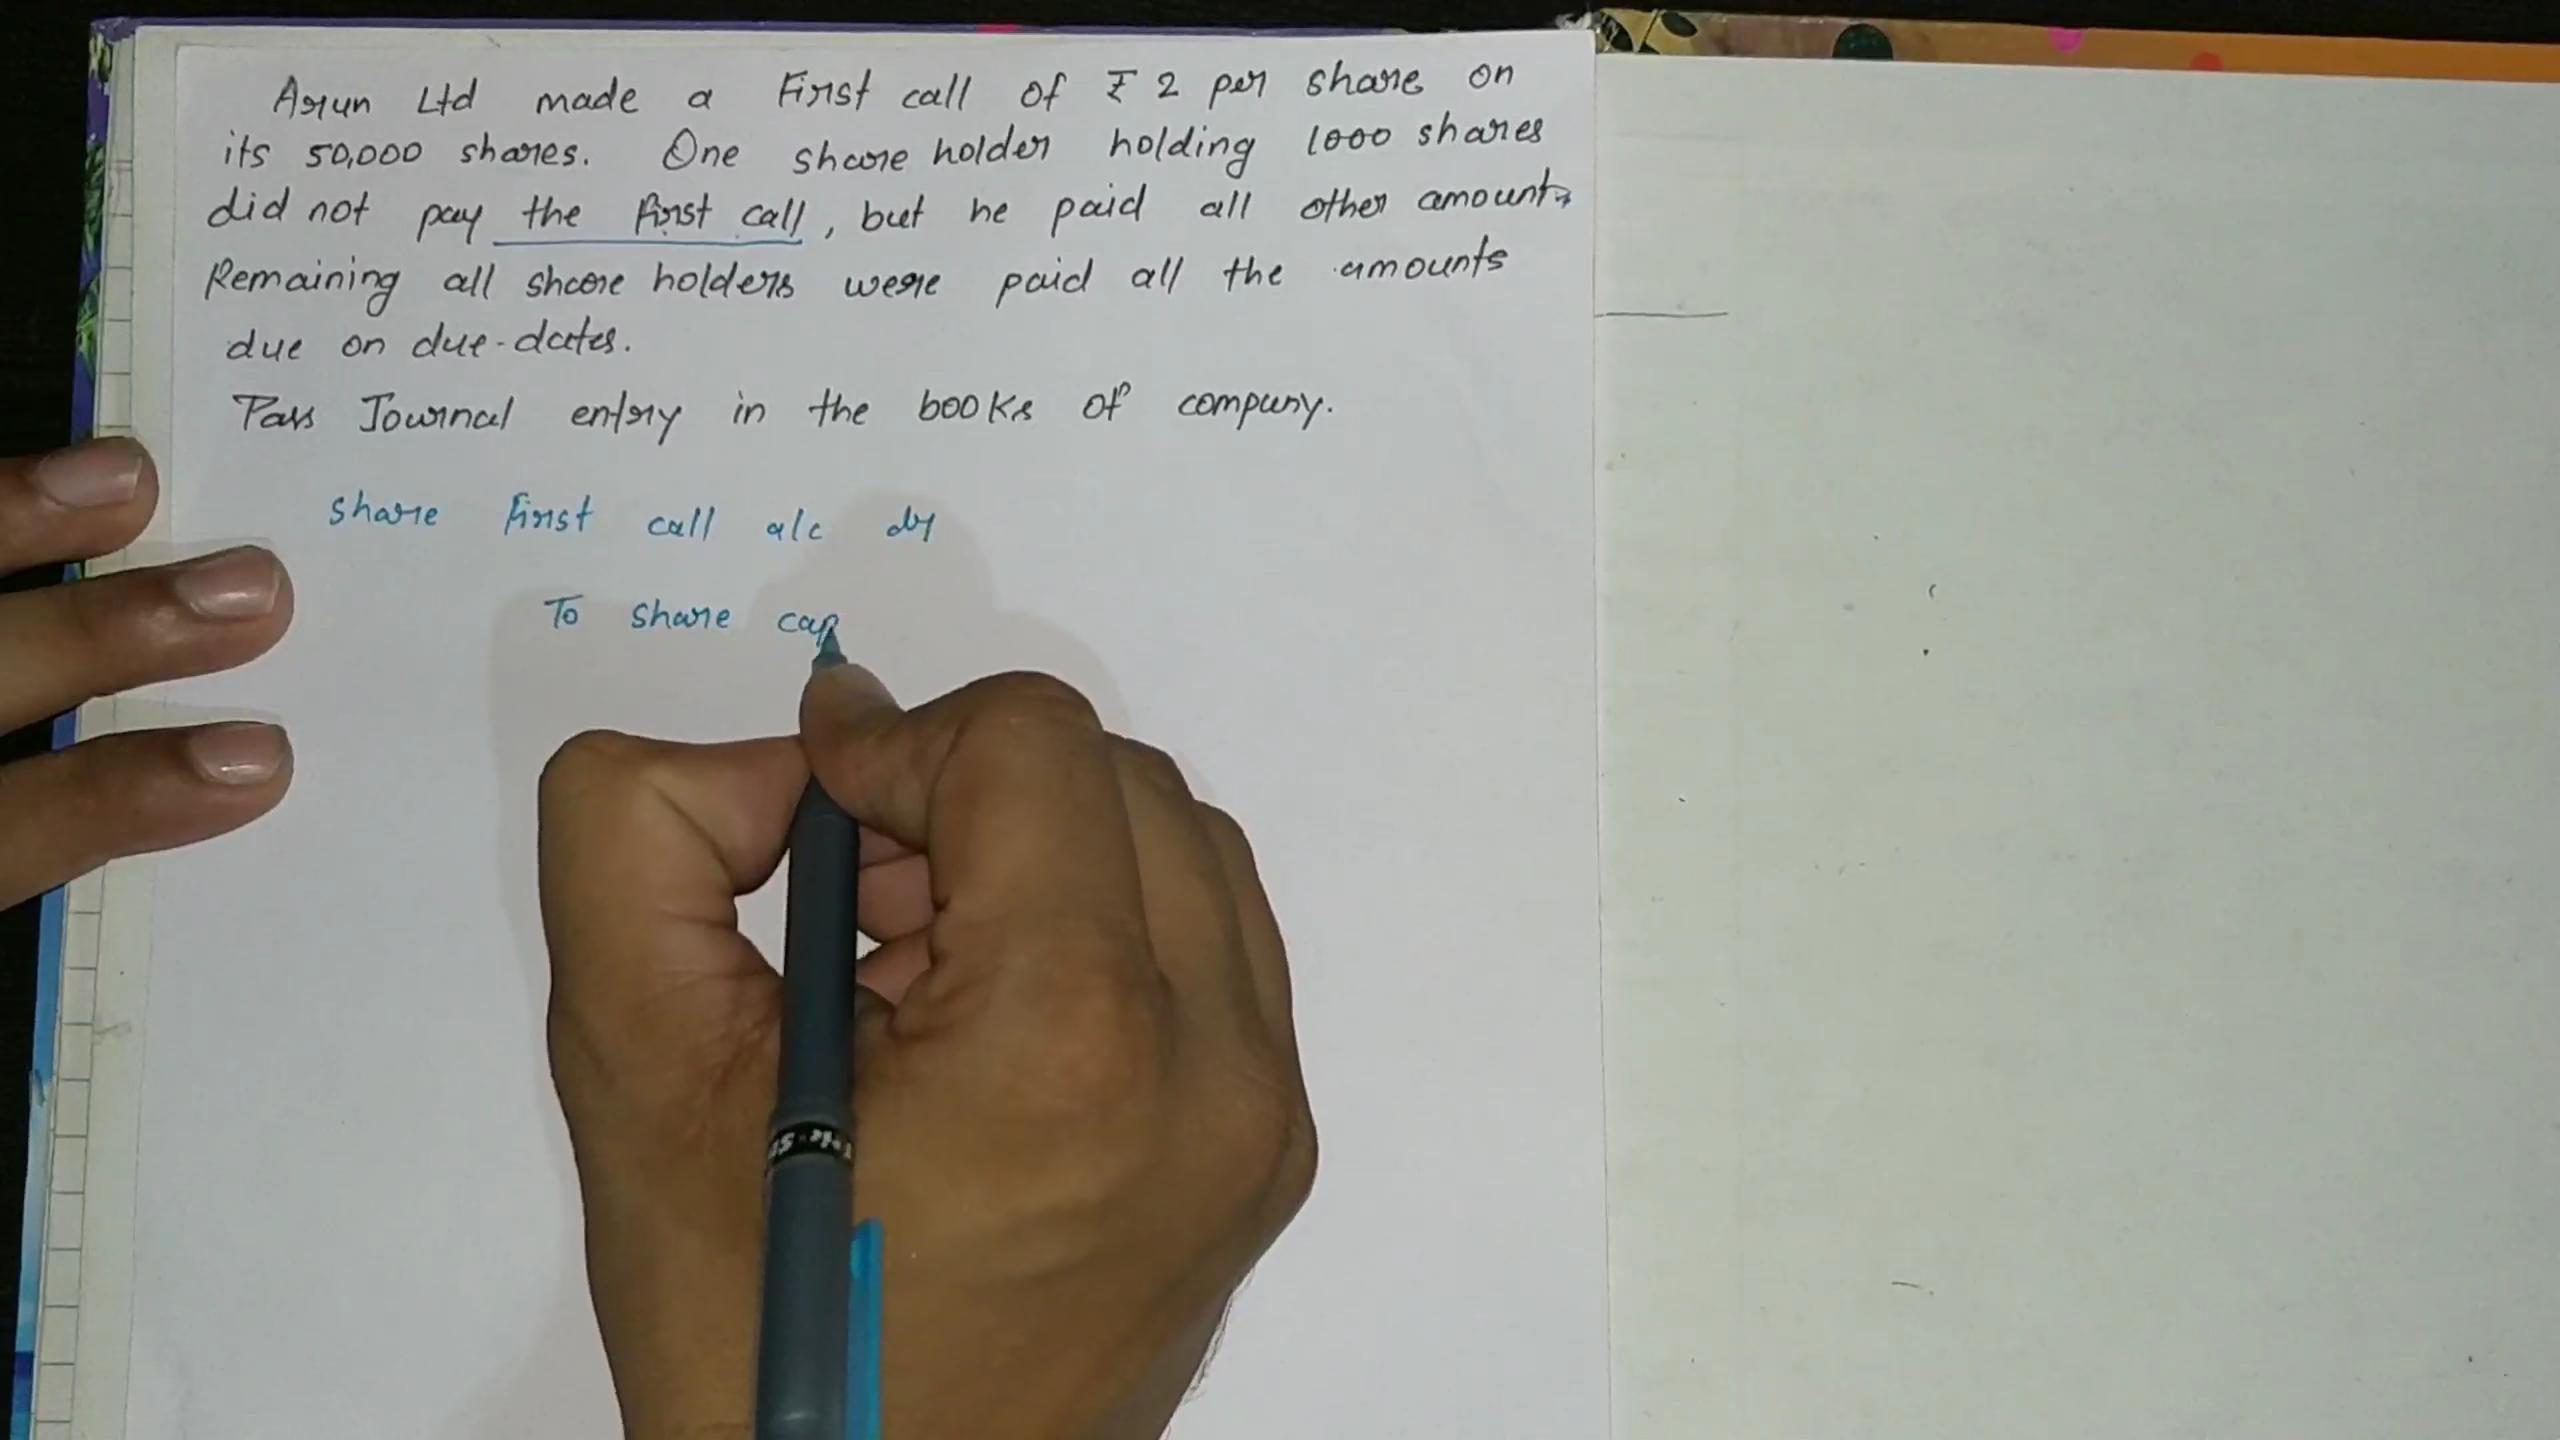 Arun Ltd made a First call of ₹ 2 per share on
its 50,000 shares. One share holder holding 1000 shares
did not pay the first call, but he paid all other amounts
Remaining all share holders were paid all the amounts
due on due-dates.
Pass Journal entry in the books of company.
share first call a/c dr
To share cap